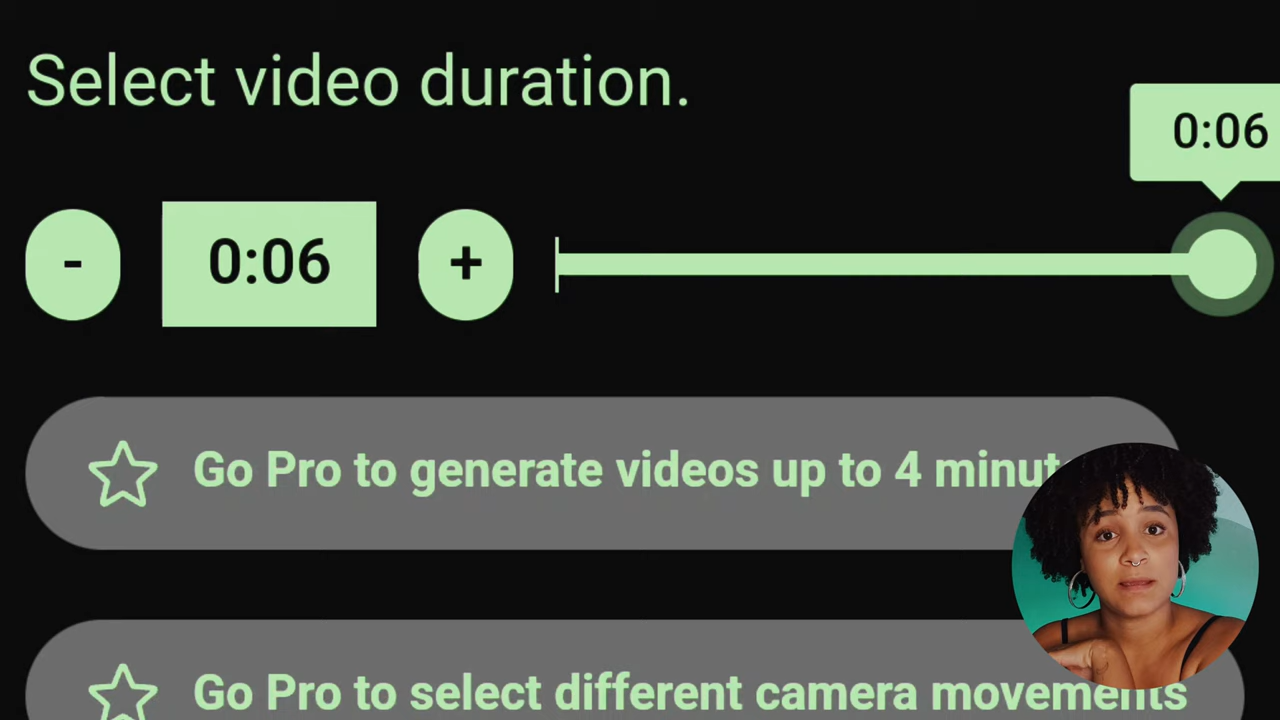 Select video duration.
0:06
- 0:06 +
Go Pro to generate videos up to 4
Go Pro to select different camera movements